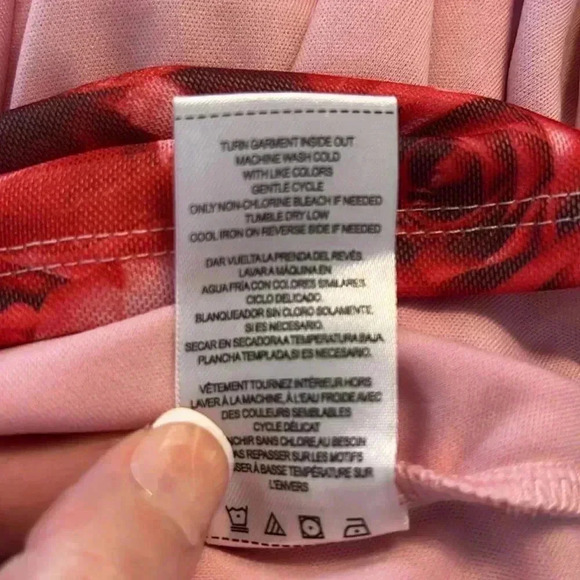 TURN GARMENT INSIDE OUT
MACHINE WASH COLD
WITH LIKE COLORS
GENTLE CYCLE
ONLY NON-CHLORINE BLEACH IF NEEDED
TUMBLE DRY LOW
COOL IRON ON REVERSE SIDE IF NEEDED
DAR VUELTA LA PRENDA DEL REVÉS.
LAVAR A MÁQUINA EN
AGUA FRÍA CON COLORES SIMILARES
CICLO DELICADO.
BLANQUEADOR SIN CLORO SOLAMENTE,
SI ES NECESARIO.
SECAR EN SECADORA A TEMPERATURA BAJA.
PLANCHA TEMPLADA,SI ES NECESARIO.
VÊTEMENT TOURNEZ INTÉRIEUR HORS
LAVER À LA MACHINE, À L'EAU FROIDE AVEC
DES COULEURS SEMBLABLES
CYCLE DÉLICAT
SANS CHLORE,AU BESOIN
REPASSER SUR LES MOTIFS
À BASSE TEMPÉRATURE SUR
L'ENVERS